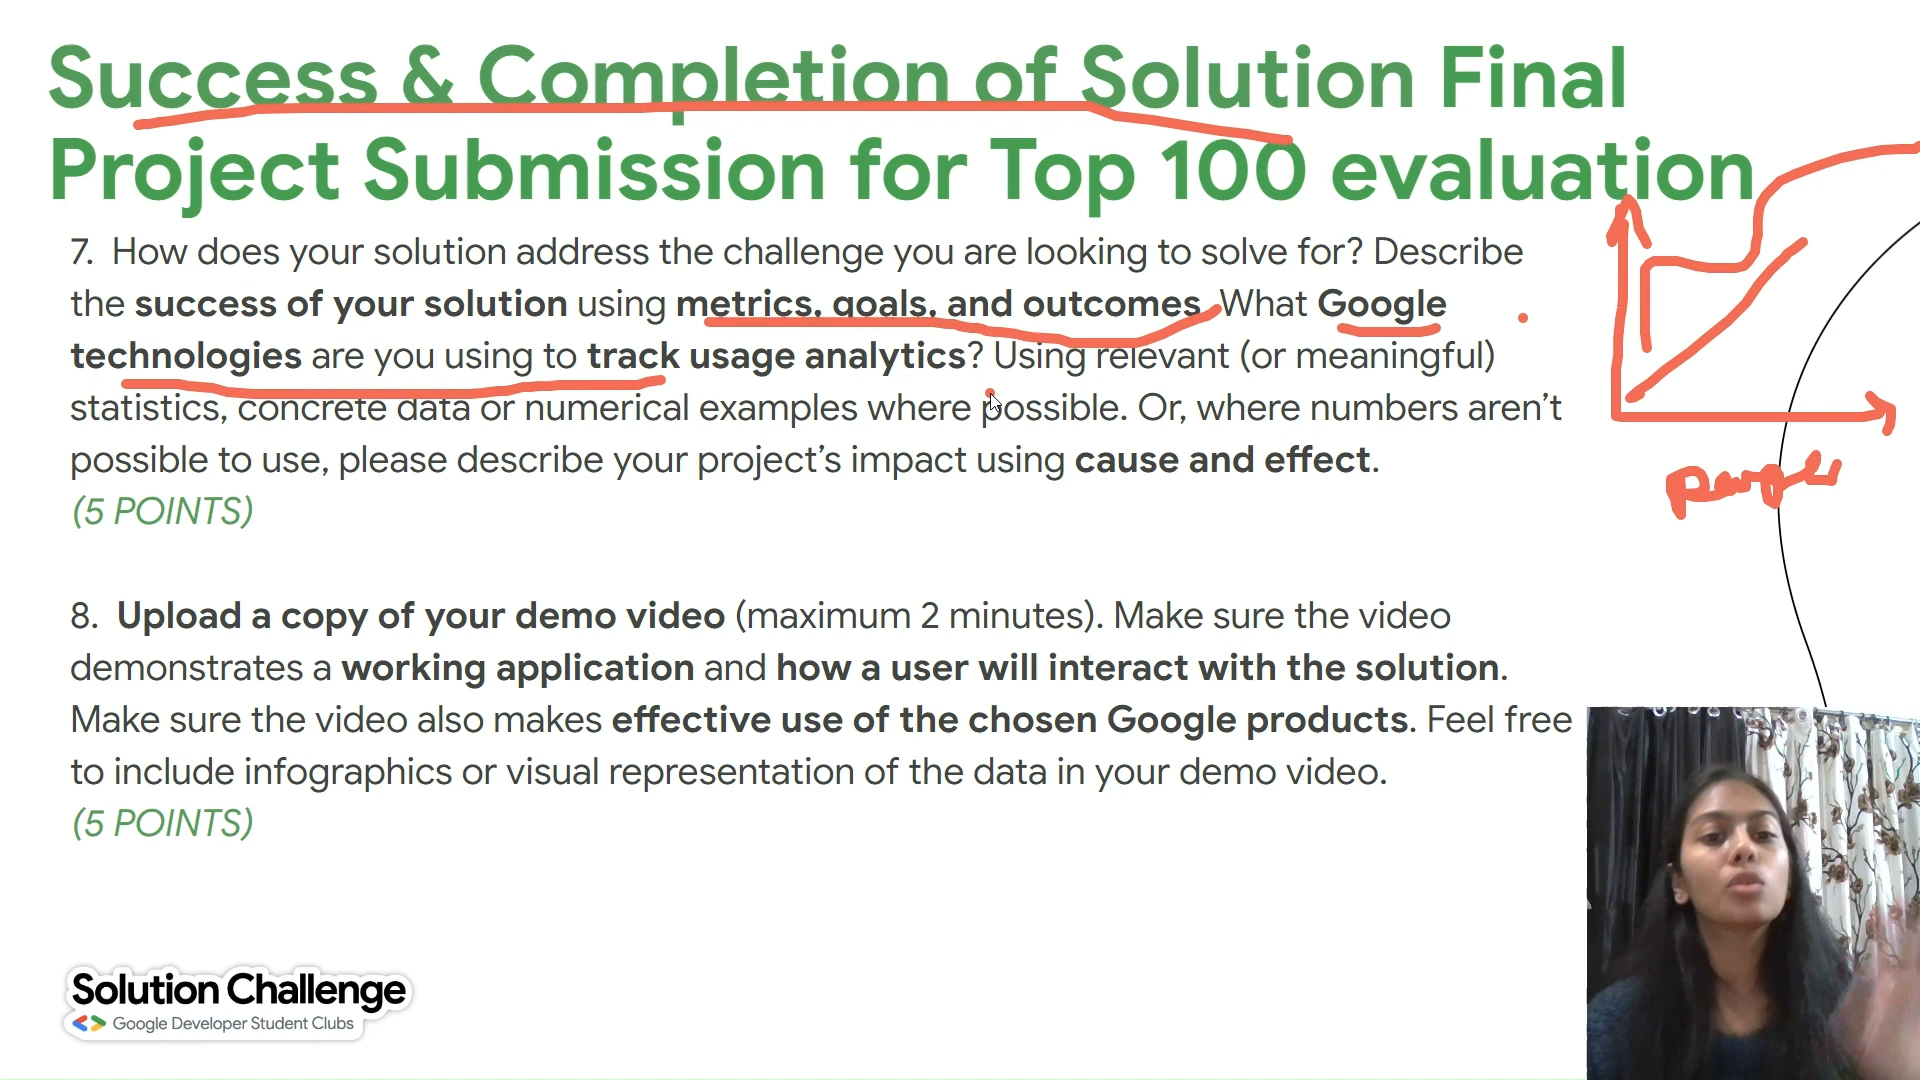 Success & Completion of Solution Final
Project Submission for Top 100 evaluation
7. How does your solution address the challenge you are looking to solve for? Describe
the success of your solution using metrics, goals, and outcomes. What Google
technologies are you using to track usage analytics? Using relevant (or meaningful)
statistics, concrete data or numerical examples where possible. Or, where numbers aren’t
possible to use, please describe your project’s impact using cause and effect.
(5 POINTS)
8. Upload a copy of your demo video (maximum 2 minutes). Make sure the video
demonstrates a working application and how a user will interact with the solution.
Make sure the video also makes effective use of the chosen Google products. Feel free
to include infographics or visual representation of the data in your demo video.
(5 POINTS)
Solution Challenge
Google Developer Student Clubs